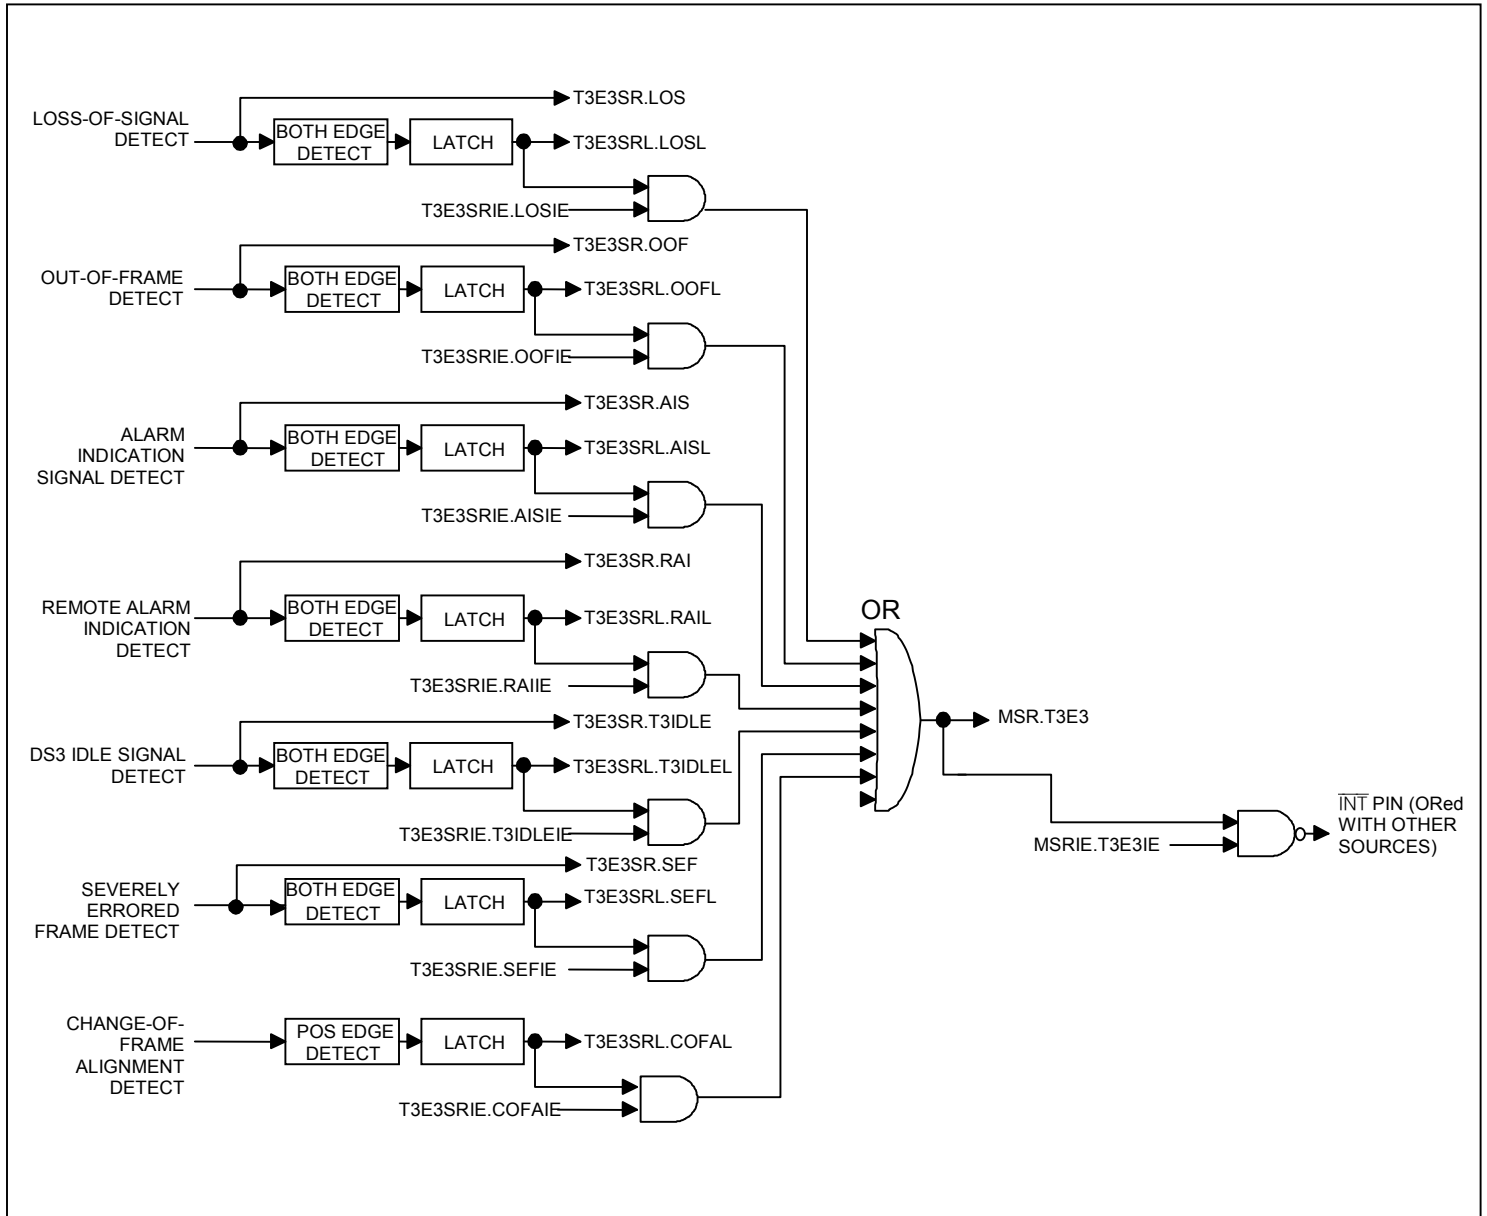 T3E3SR.LOS
LOSS-OF-SIGNAL
DETECT
BOTH EDGE
DETECT
LATCH
T3E3SRL.LOSL
T3E3SRIE.LOSIE
T3E3SR.OOF
OUT-OF-FRAME
DETECT
BOTH EDGE
DETECT
LATCH
T3E3SRL.OOFL
T3E3SRIE.OOFIE
T3E3SR.AIS
ALARM
INDICATION
SIGNAL DETECT
BOTH EDGE
DETECT
LATCH
T3E3SRL.AISL
T3E3SRIE.AISIE
T3E3SR.RAI
REMOTE ALARM
INDICATION
DETECT
BOTH EDGE
DETECT
LATCH
T3E3SRL.RAIL
T3E3SRIE.RAIIE
T3E3SR.T3IDLE
DS3 IDLE SIGNAL
DETECT
BOTH EDGE
DETECT
LATCH
T3E3SRL.T3IDLEL
T3E3SRIE.T3IDLEIE
T3E3SR.SEF
SEVERELY
ERRORED
FRAME DETECT
BOTH EDGE
DETECT
LATCH
T3E3SRL.SEFL
T3E3SRIE.SEFIE
CHANGE-OF-
FRAME
ALIGNMENT
DETECT
POS EDGE
DETECT
LATCH
T3E3SRL.COFAL
T3E3SRIE.COFAIE
OR
MSR.T3E3
MSRIE.T3E3IE
INT PIN (ORed
WITH OTHER
SOURCES)